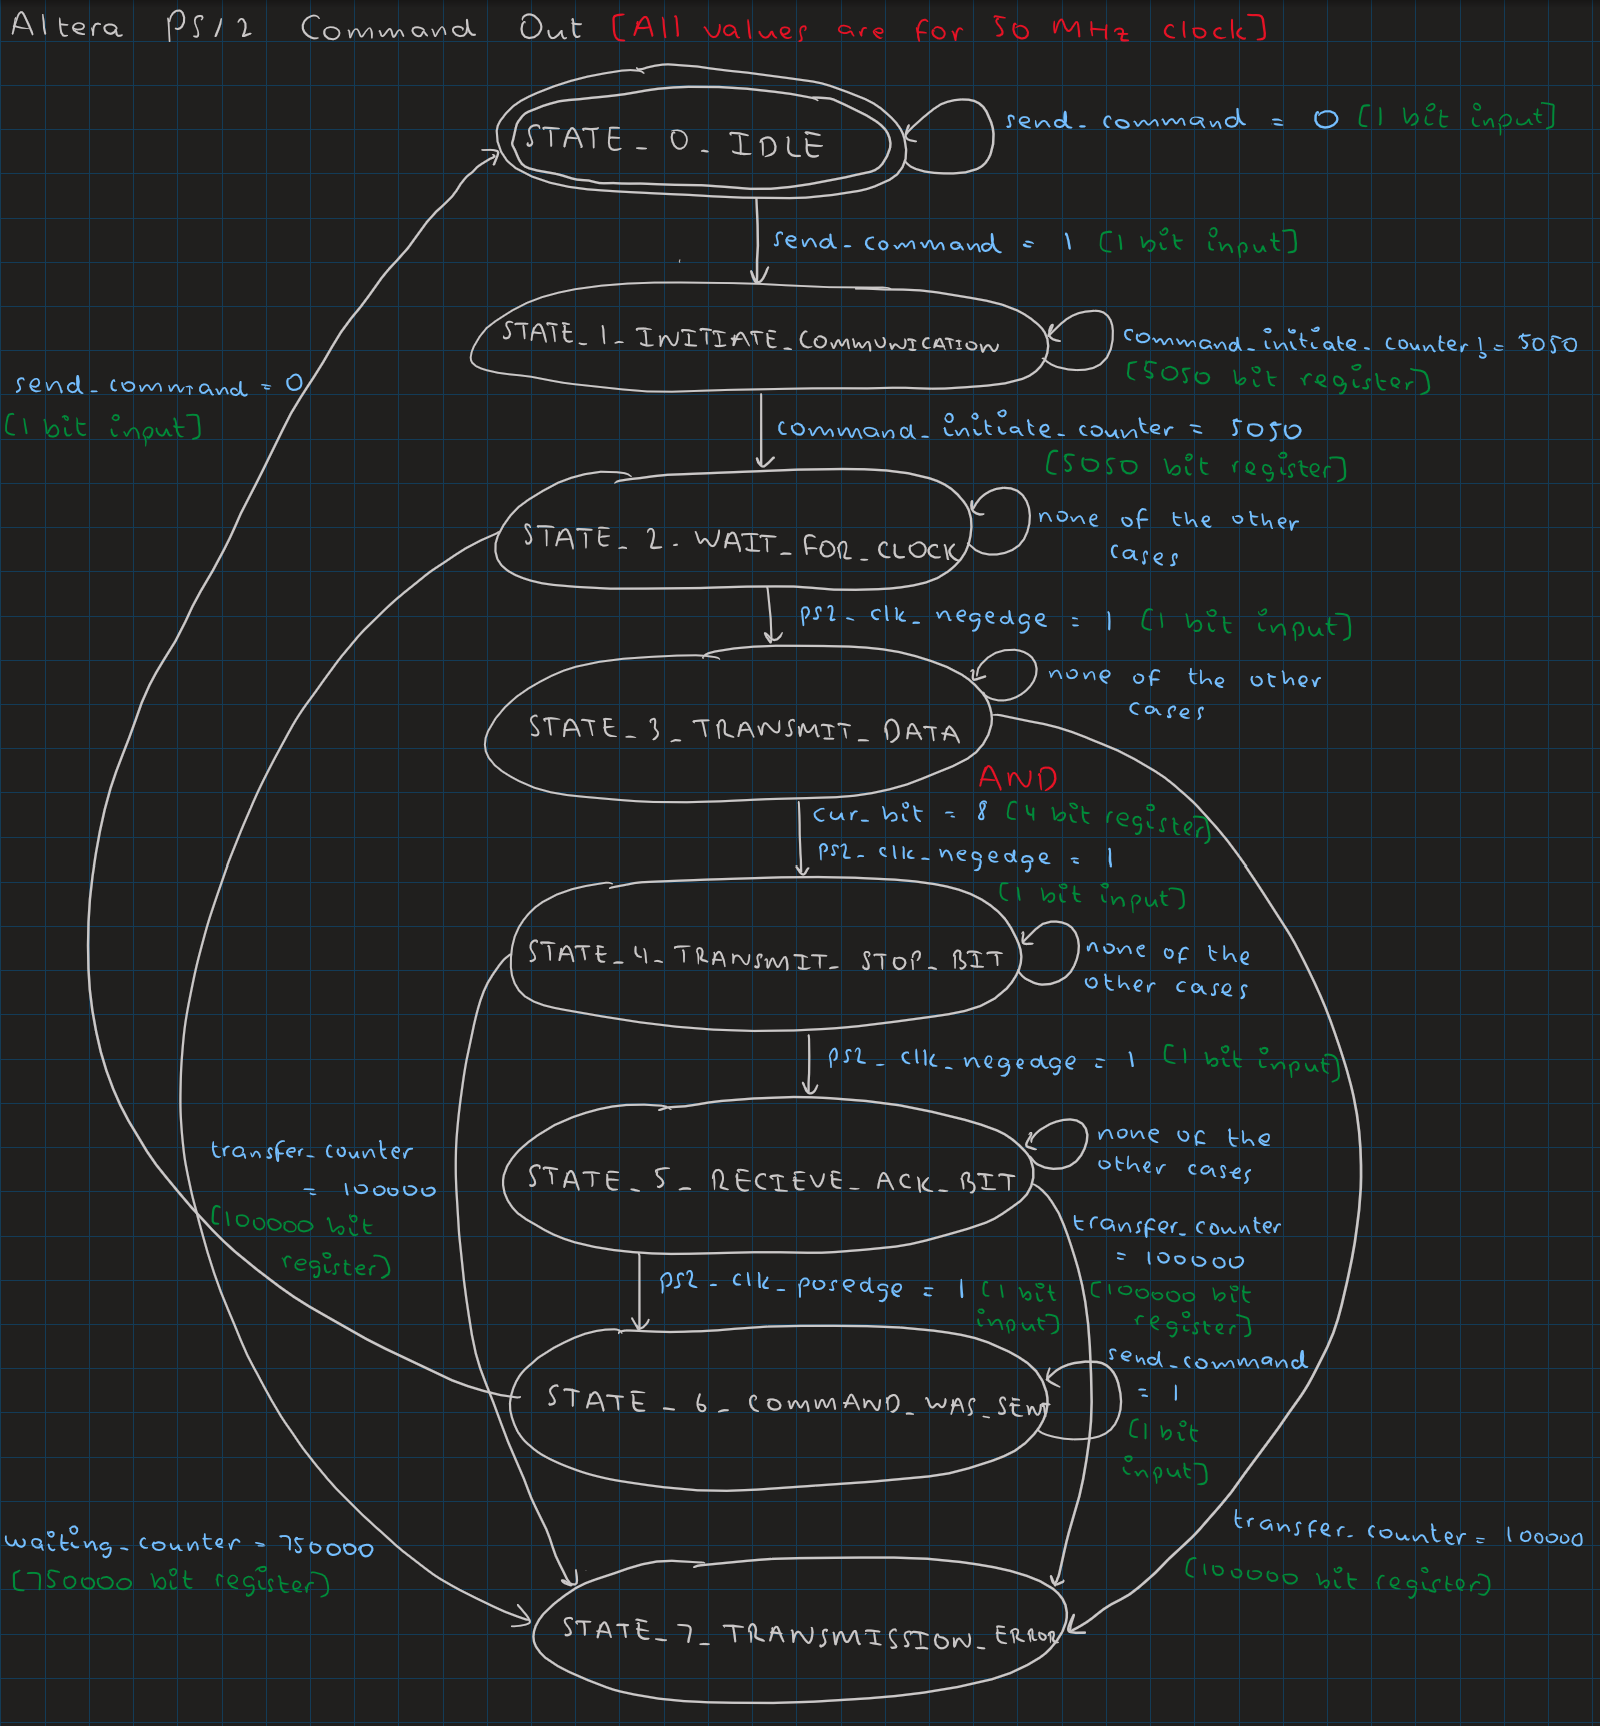 Altera PS/2 Command Out [All values are for 50 MHz clock]
STATE_0_IDLE
send_command = 0 [1 bit input]
send_command = 1 [1 bit input]
STATE_1_INITIATE_COMMUNICATION
command_initiate_counter != 5050
[5050 bit register]
send_command = 0
[1 bit input]
command_initiate_counter = 5050
[5050 bit register]
STATE_2_WAIT_FOR_CLOCK
none of the other
cases
ps2_clk_negedge = 1 [1 bit input]
none of the other
cases
STATE_3_TRANSMIT_DATA
AND
cur_bit = 8 [4 bit register]
ps2_clk_negedge = 1
[1 bit input]
STATE_4_TRANSMIT_STOP_BIT
none of the
other cases
ps2_clk_negedge = 1 [1 bit input]
transfer_counter
= 100000
[100000 bit
register]
STATE_5_RECIEVE_ACK_BIT
none of the
other cases
transfer_counter
= 100000
[100000 bit
register]
ps2_clk_posedge = 1 [1 bit
input]
STATE_6_COMMAND_WAS_SENT
send_command
= 1
[1 bit
input]
waiting_counter = 750000
[750000 bit register]
transfer_counter = 100000
[100000 bit register]
STATE_7_TRANSMISSION_ERROR